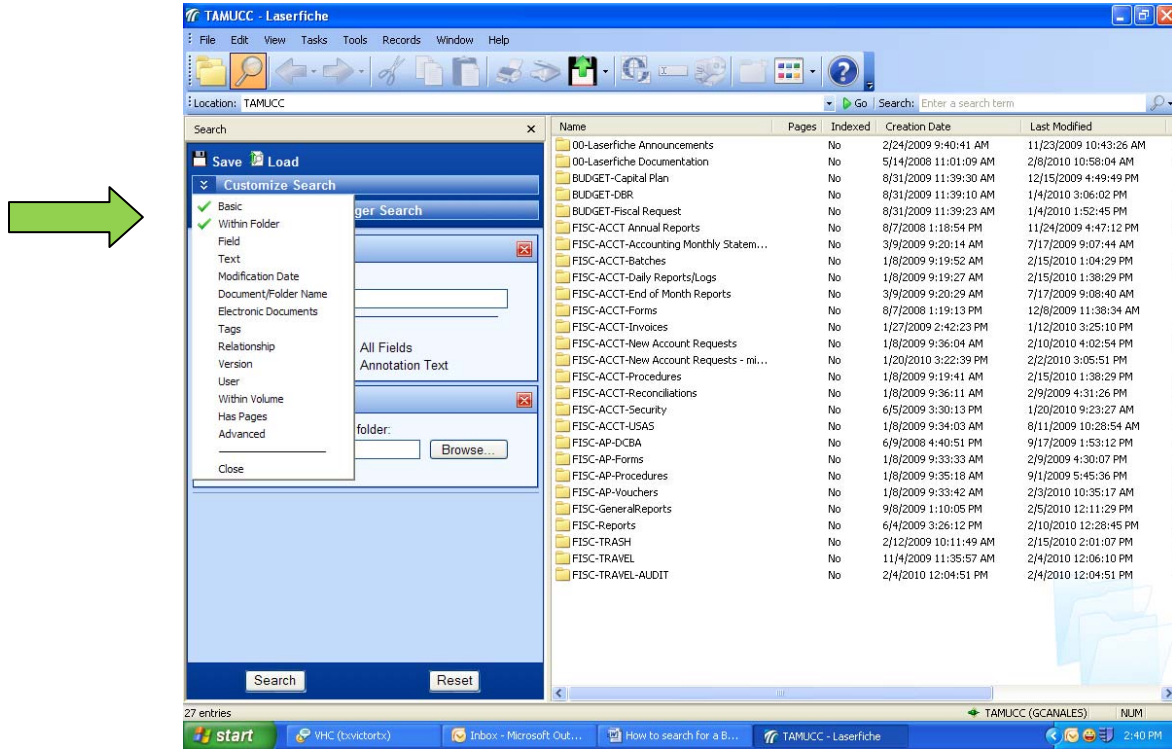 TAMUCC - Laserfiche
File Edit View Tasks Tools Records Window Help
Location: TAMUCC Go Search: Enter a search term
Search
Save Load
Customize Search
ger Search
Basic
Within Folder
Field
Text
Modification Date
Document/Folder Name
Electronic Documents
Tags
Relationship
Version
User
Within Volume
Has Pages
Advanced
Close
All Fields
Annotation Text
folder:
Browse...
Search Reset
Name Pages Indexed Creation Date Last Modified
00-Laserfiche Announcements No 2/24/2009 9:40:41 AM 11/23/2009 10:43:26 AM
00-Laserfiche Documentation No 5/14/2008 11:01:09 AM 2/8/2010 10:58:04 AM
BUDGET-Capital Plan No 8/31/2009 11:39:30 AM 12/15/2009 4:49:49 PM
BUDGET-DBR No 8/31/2009 11:39:10 AM 1/4/2010 3:06:02 PM
BUDGET-Fiscal Request No 8/31/2009 11:39:23 AM 1/4/2010 1:52:45 PM
FISC-ACCT Annual Reports No 8/7/2008 1:18:54 PM 11/24/2009 4:47:12 PM
FISC-ACCT-Accounting Monthly Statem... No 3/9/2009 9:20:14 AM 7/17/2009 9:07:44 AM
FISC-ACCT-Batches No 1/8/2009 9:19:52 AM 2/15/2010 1:04:29 PM
FISC-ACCT-Daily Reports/Logs No 1/8/2009 9:19:27 AM 2/15/2010 1:38:29 PM
FISC-ACCT-End of Month Reports No 3/9/2009 9:20:29 AM 7/17/2009 9:08:40 AM
FISC-ACCT-Forms No 8/7/2008 1:19:13 PM 12/8/2009 11:38:34 AM
FISC-ACCT-Invoices No 1/27/2009 2:42:23 PM 1/12/2010 3:25:10 PM
FISC-ACCT-New Account Requests No 1/8/2009 9:36:04 AM 2/10/2010 4:02:54 PM
FISC-ACCT-New Account Requests - mi... No 1/20/2010 3:22:39 PM 2/2/2010 3:05:51 PM
FISC-ACCT-Procedures No 1/8/2009 9:19:41 AM 2/15/2010 1:38:29 PM
FISC-ACCT-Reconciliations No 1/8/2009 9:36:11 AM 2/9/2009 4:31:26 PM
FISC-ACCT-Security No 6/5/2009 3:30:13 PM 1/20/2010 9:23:27 AM
FISC-ACCT-USAS No 1/8/2009 9:34:03 AM 8/11/2009 10:28:54 AM
FISC-AP-DCBA No 6/9/2008 4:40:51 PM 9/17/2009 1:53:12 PM
FISC-AP-Forms No 1/8/2009 9:33:33 AM 2/9/2009 4:30:07 PM
FISC-AP-Procedures No 1/8/2009 9:35:18 AM 9/1/2009 5:45:36 PM
FISC-AP-Vouchers No 1/8/2009 9:33:42 AM 2/3/2010 10:35:17 AM
FISC-GeneralReports No 9/8/2009 1:10:05 PM 2/5/2010 12:11:29 PM
FISC-Reports No 6/4/2009 3:26:12 PM 2/10/2010 12:28:45 PM
FISC-TRASH No 2/12/2009 10:11:49 AM 2/15/2010 2:01:07 PM
FISC-TRAVEL No 11/4/2009 11:35:57 AM 2/4/2010 12:06:10 PM
FISC-TRAVEL-AUDIT No 2/4/2010 12:04:51 PM 2/4/2010 12:04:51 PM
27 entries TAMUCC (GCANALES) NUM
start VHC (txvictortx) Inbox - Microsoft Out... How to search for a B... TAMUCC - Laserfiche 2:40 PM